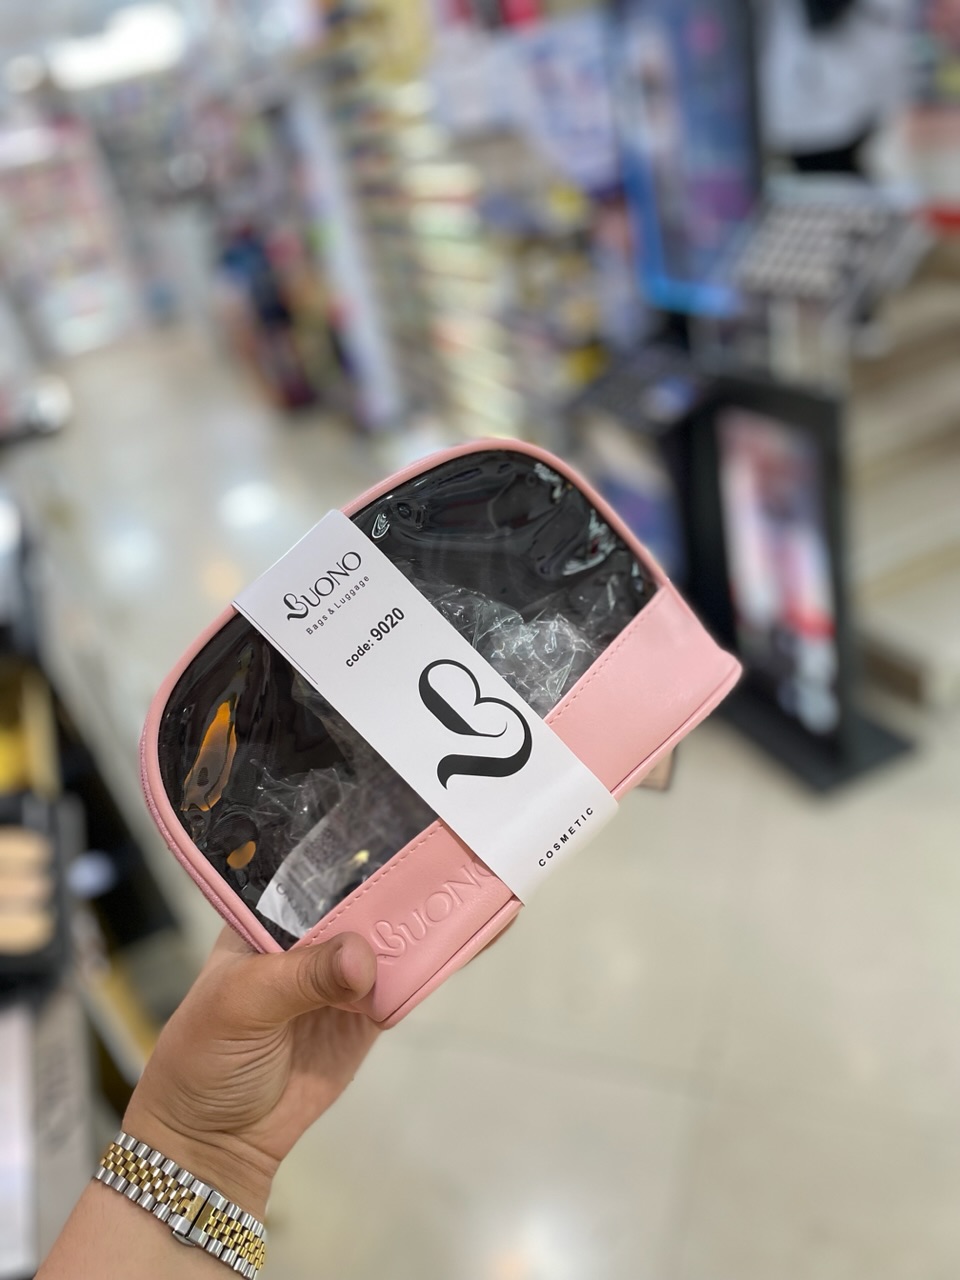 BUONO
Bags & Luggage
code: 9020
B
COSMETIC
BUONO